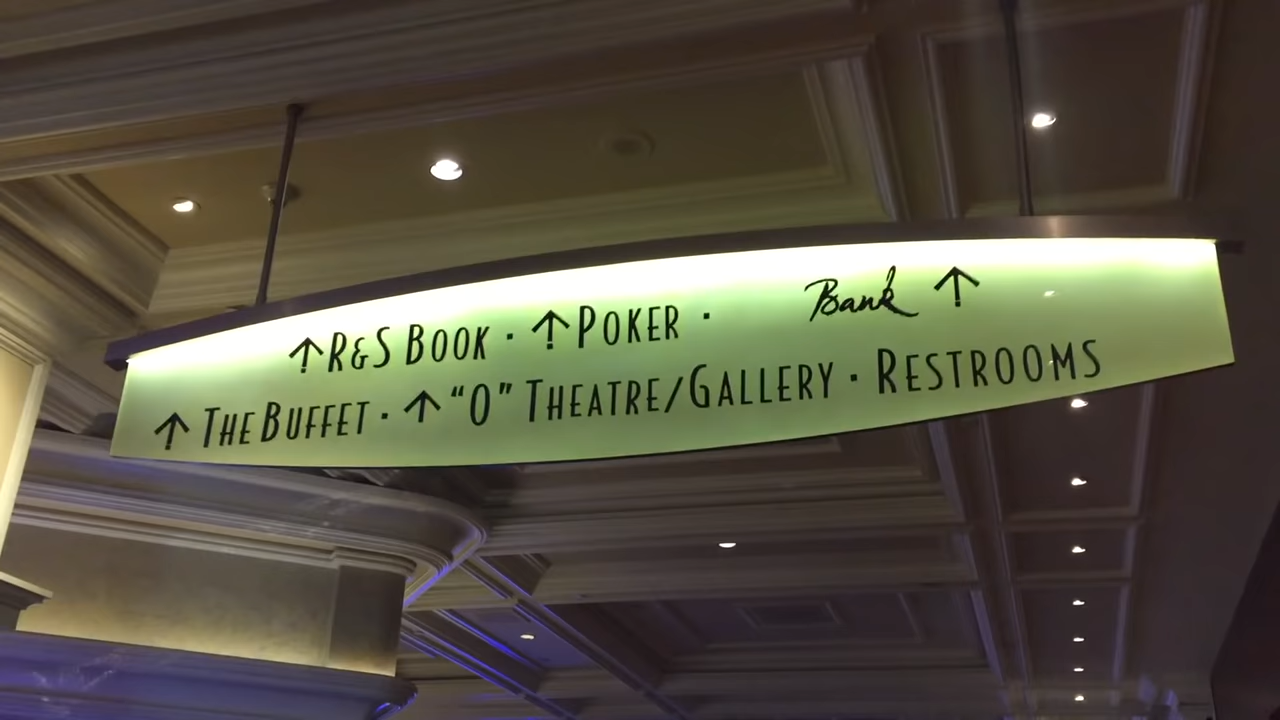 ↑R&S BOOK · ↑POKER · Bank ↑
↑ THE BUFFET · ↑ "O" THEATRE/GALLERY · RESTROOMS